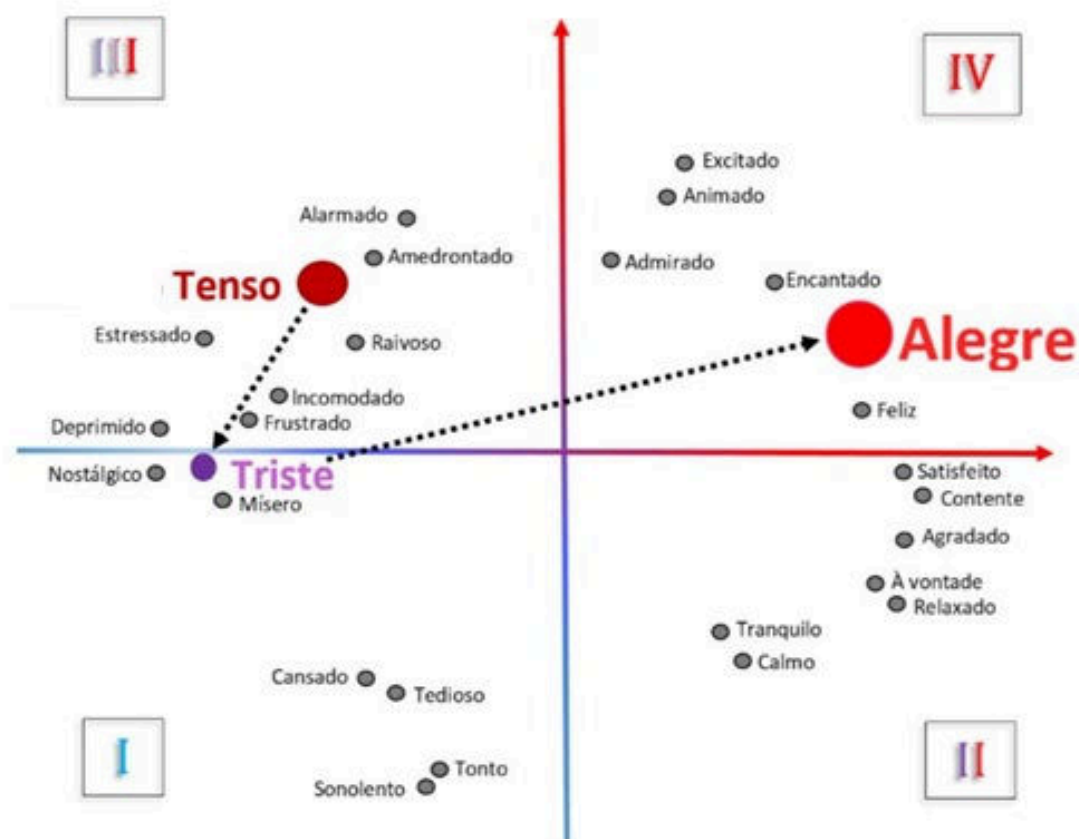 III
IV
Excitado
Animado
Alarmado
Amedrontado
Admirado
Tenso
Encantado
Estressado
Raivoso
Alegre
Incomodado
Feliz
Frustrado
Deprimido
Nostálgico
Triste
Satisfeito
Contente
Mísero
Agradado
À vontade
Relaxado
Tranquilo
Calmo
Cansado
Tedioso
I
II
Tonto
Sonolento